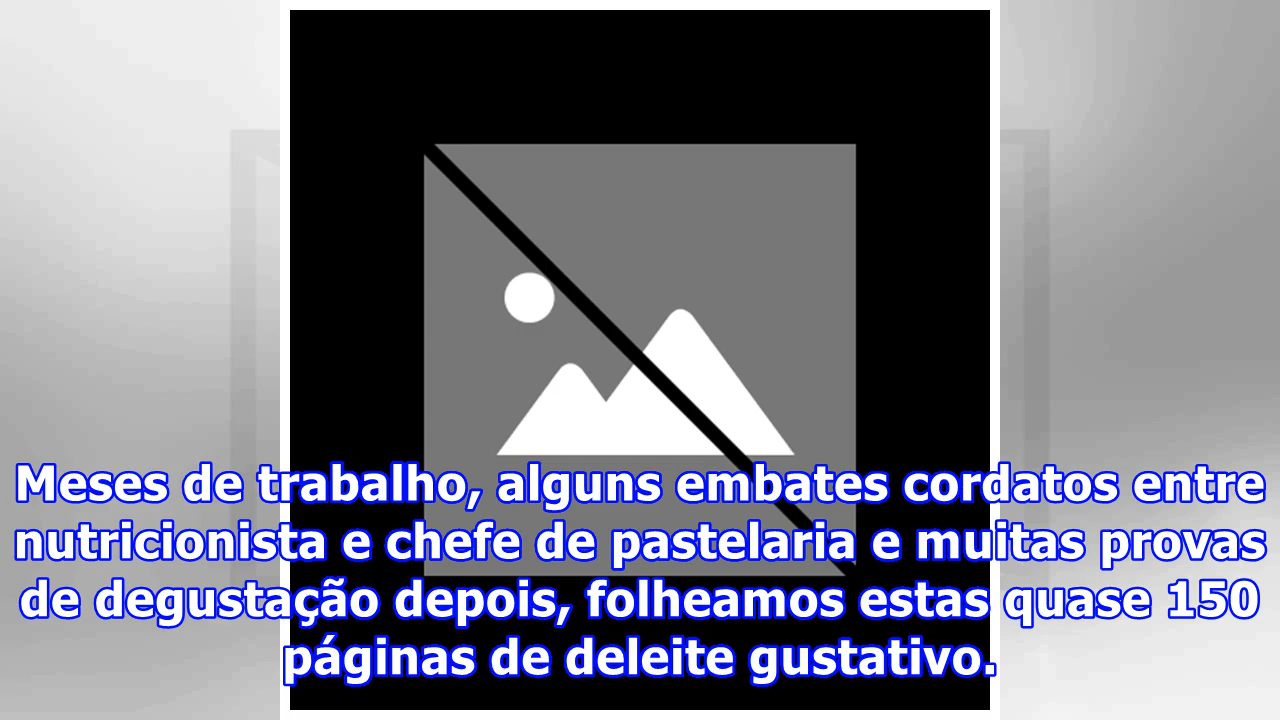 Meses de trabalho, alguns embates cordatos entre
nutricionista e chefe de pastelaria e muitas provas
de degustação depois, folheamos estas quase 150
páginas de deleite gustativo.